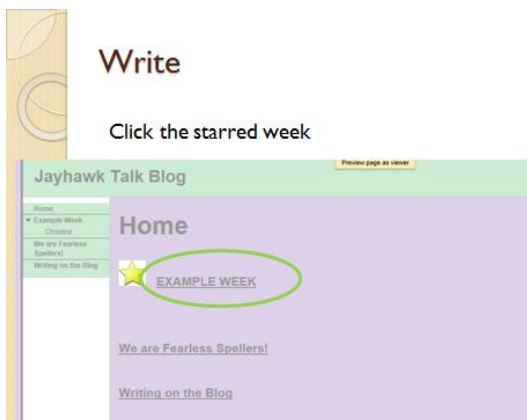 Write
Click the starred week
Preview page as viewer
Jayhawk Talk Blog
Home
Example Week
Christine
We are Fearless
Spellers!
Writing on the Blog
Home
EXAMPLE WEEK
We are Fearless Spellers!
Writing on the Blog